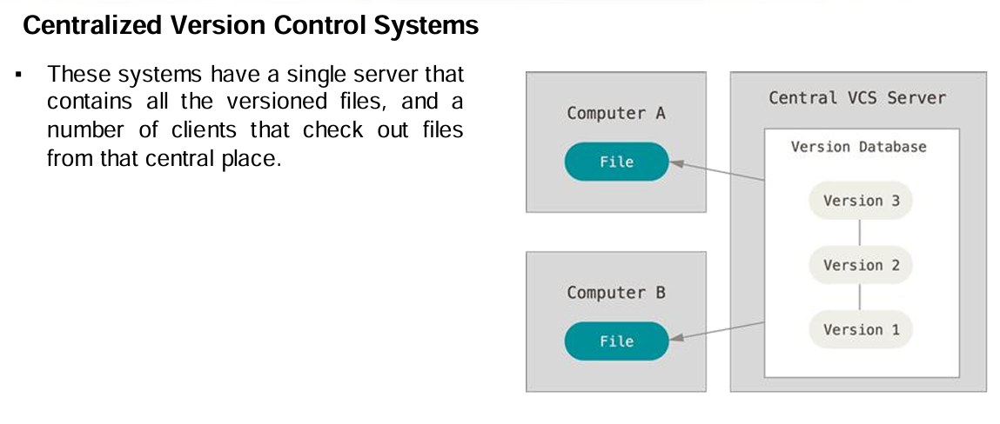 Centralized Version Control Systems
▪ These systems have a single server that
contains all the versioned files, and a
number of clients that check out files
from that central place.
Computer A
File
Computer B
File
Central VCS Server
Version Database
Version 3
Version 2
Version 1